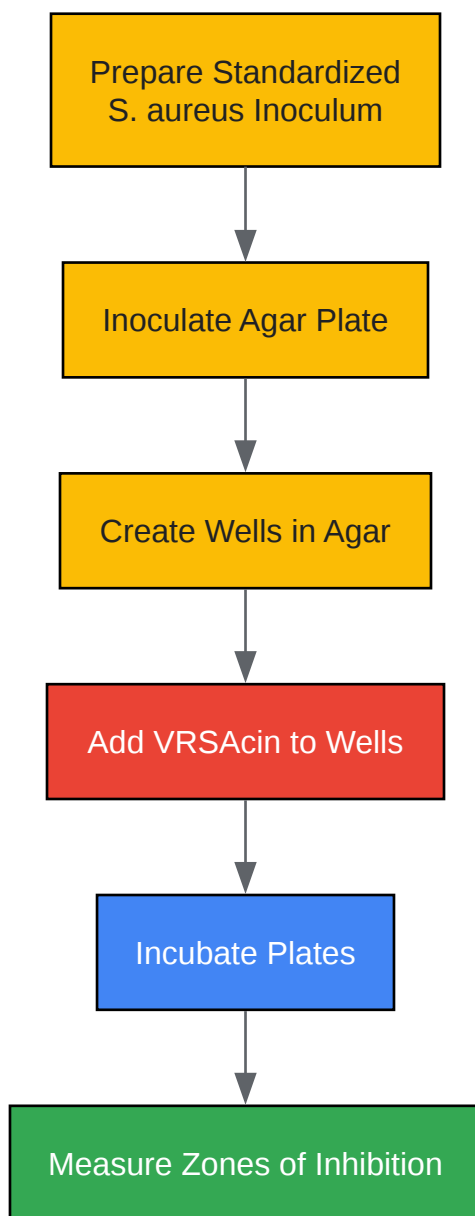 Prepare Standardized
S. aureus Inoculum
Inoculate Agar Plate
Create Wells in Agar
Add VRSAcin to Wells
Incubate Plates
Measure Zones of Inhibition